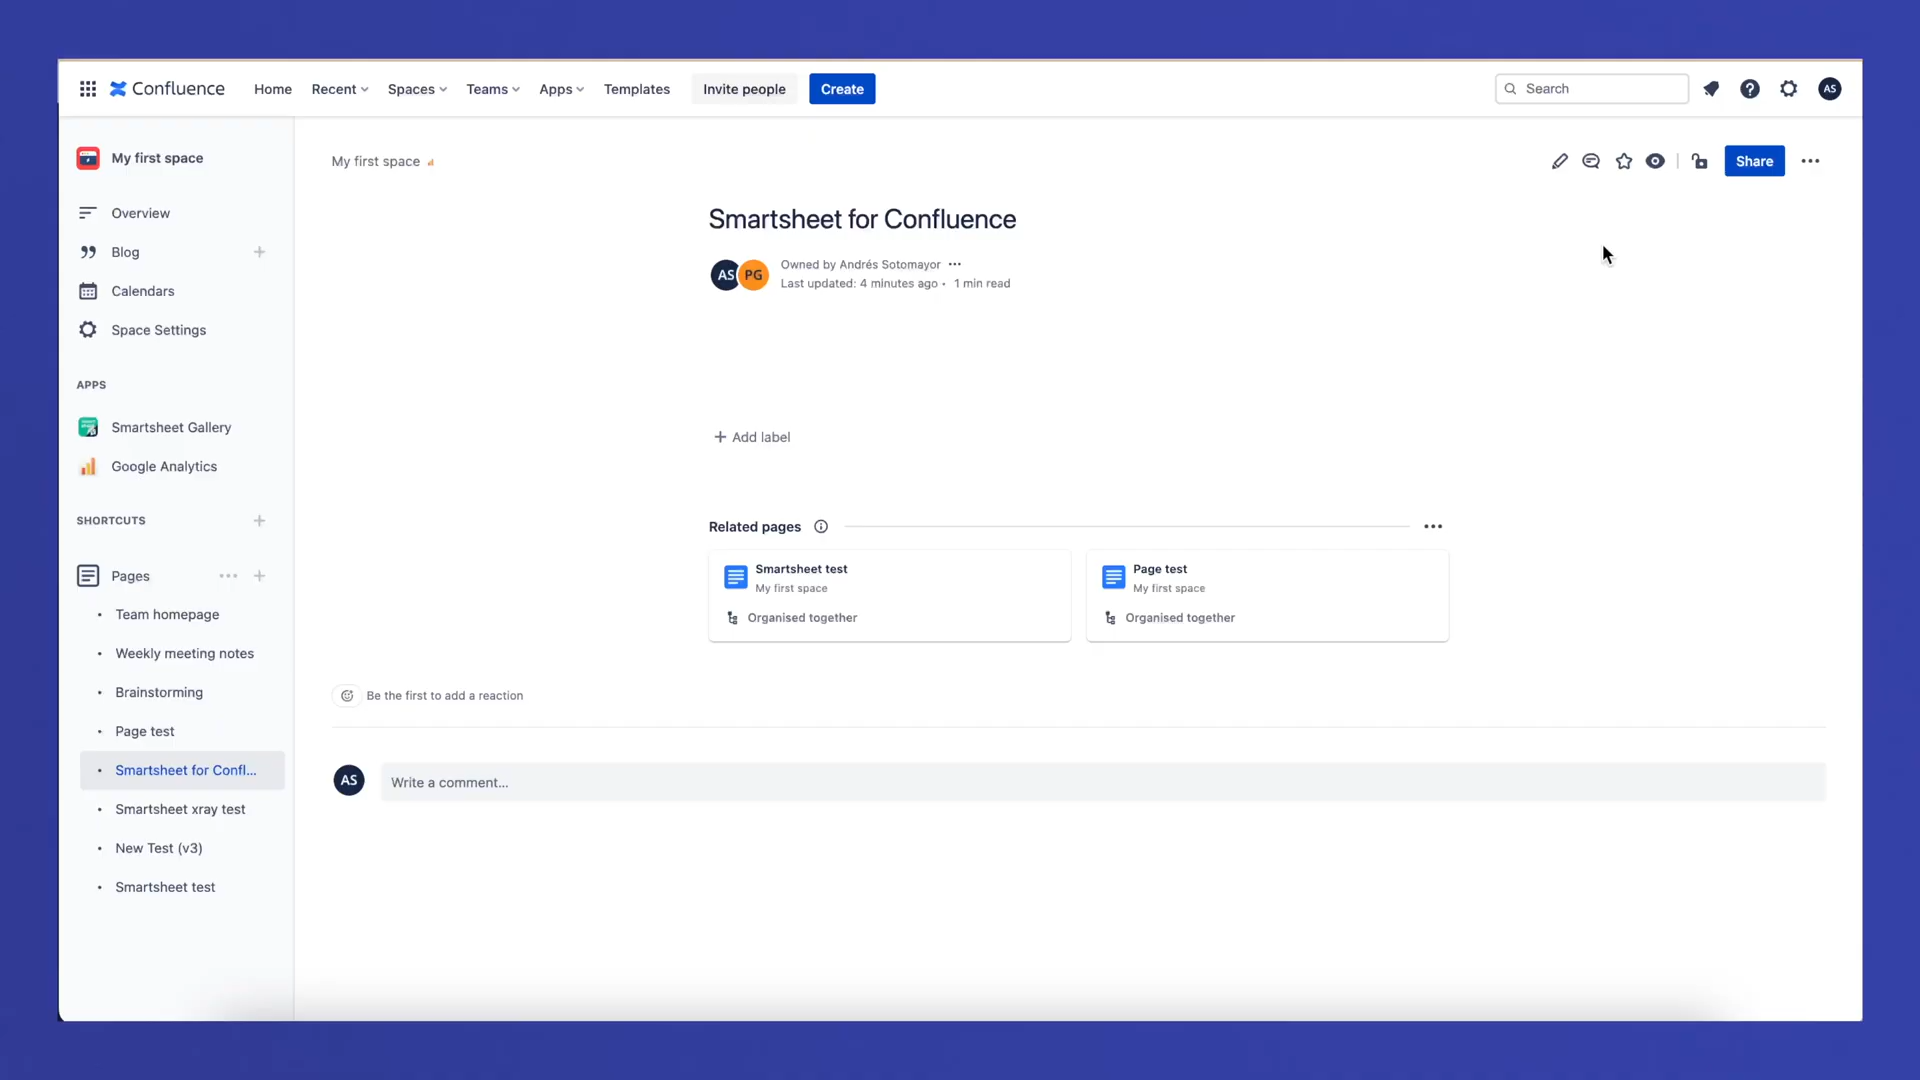 Confluence
Home
Recent
Spaces
Teams
Apps
Templates
Invite people
Create
Search
AS
My first space
Overview
Blog
Calendars
Space Settings
APPS
Smartsheet Gallery
Google Analytics
SHORTCUTS
Pages
Team homepage
Weekly meeting notes
Brainstorming
Page test
Smartsheet for Confl...
Smartsheet xray test
New Test (v3)
Smartsheet test
My first space
Share
Smartsheet for Confluence
AS PG
Owned by Andrés Sotomayor
Last updated: 4 minutes ago • 1 min read
Add label
Related pages
Smartsheet test
My first space
Organised together
Page test
My first space
Organised together
Be the first to add a reaction
AS
Write a comment...